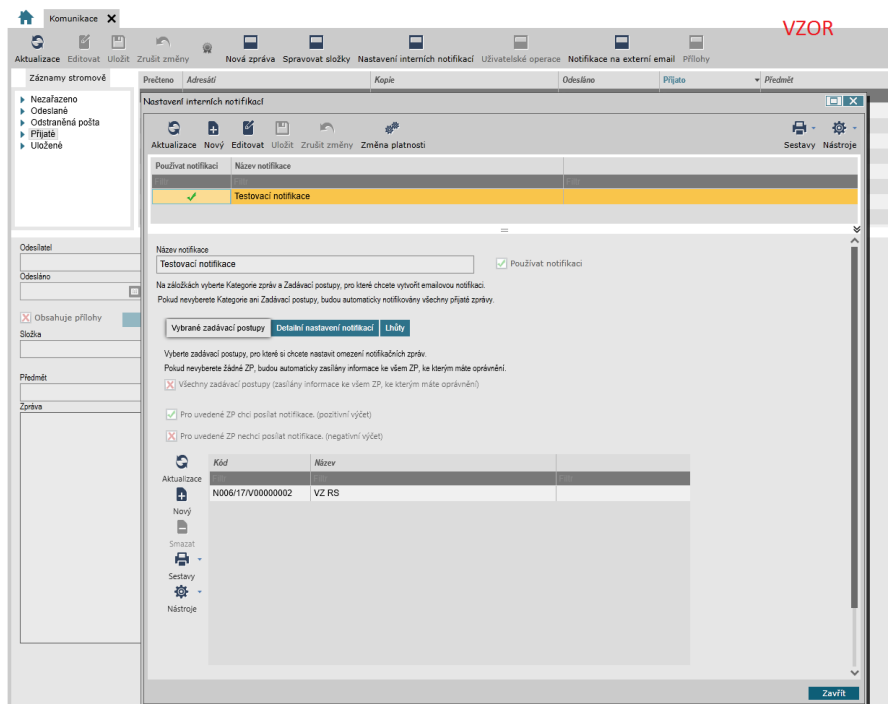 Komunikace
VZOR
Aktualizace Editovat Uložit Zrušit změny Nová zpráva Spravovat složky Nastavení interních notifikací Uživatelské operace Notifikace na externí email Přílohy
Záznamy stromově
Prečteno Adresáti Kopie Odesláno Přijato Předmět
Nezařazeno
Odeslané
Odstraněná pošta
Přijaté
Uložené
Nastavení interních notifikací
Aktualizace Nový Editovat Uložit Zrušit změny Změna platnosti Sestavy Nástroje
Používat notifikaci Název notifikace
Filtr Filtr Filtr
Testovací notifikace
Odesílatel
Odesláno
Obsahuje přílohy
Složka
Předmět
Zpráva
Název notifikace
Testovací notifikace Používat notifikaci
Na záložkách vyberte Kategorie zpráv a Zadávací postupy, pro které chcete vytvořit emailovou notifikaci.
Pokud nevyberete Kategorie ani Zadávací postupy, budou automaticky notifikovány všechny přijaté zprávy.
Vybrané zadávací postupy Detailní nastavení notifikací Lhůty
Vyberte zadávací postupy, pro které si chcete nastavit omezení notifikačních zpráv.
Pokud nevyberete žádné ZP, budou automaticky zasílány informace ke všem ZP, ke kterým máte oprávnění.
Všechny zadávací postupy (zaslány informace ke všem ZP, ke kterým máte oprávnění)
Pro uvedené ZP chci posílat notifikace. (pozitivní výčet)
Pro uvedené ZP nechci posílat notifikace. (negativní výčet)
Kód Název
Aktualizace Filtr Filtr Filtr
N006/17/V00000002 VZ RS
Nový
Smazat
Sestavy
Nástroje
Zavřít